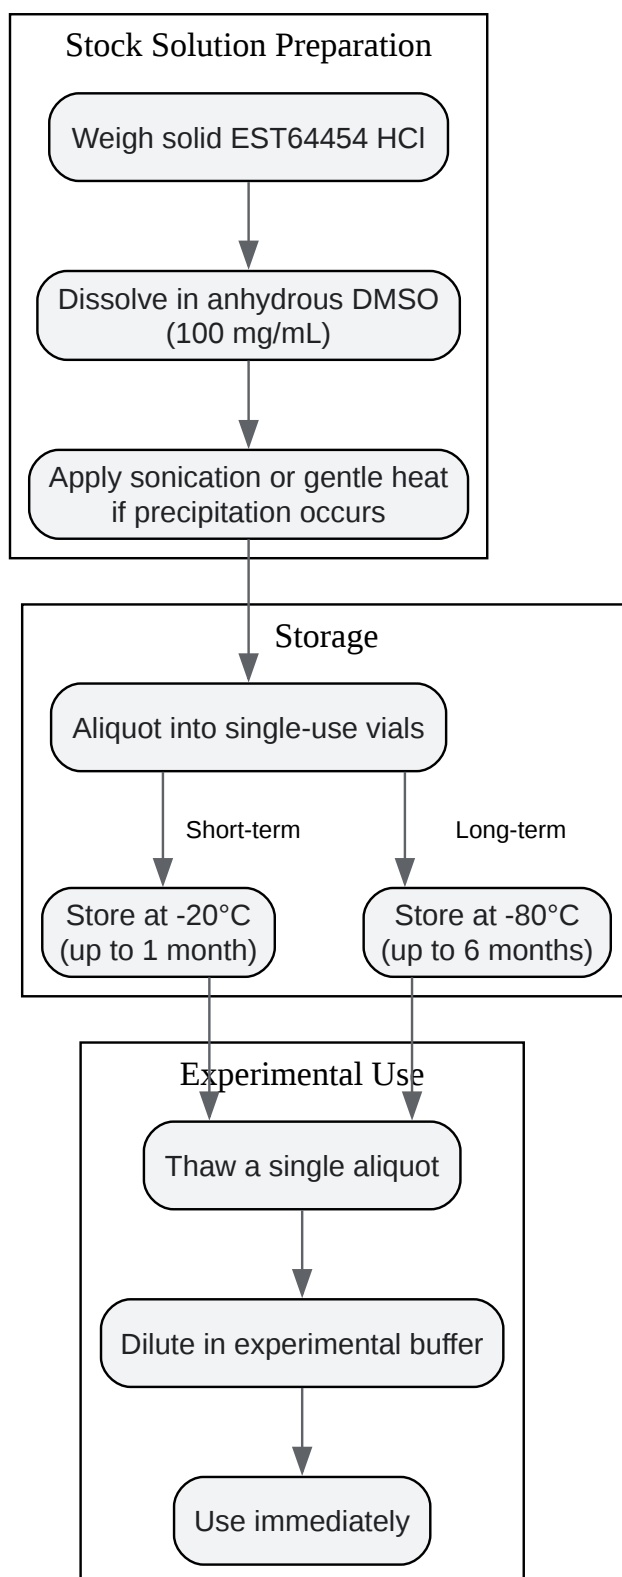 Stock Solution Preparation
Weigh solid EST64454 HCl
Dissolve in anhydrous DMSO
(100 mg/mL)
Apply sonication or gentle heat
if precipitation occurs
Storage
Aliquot into single-use vials
Short-term
Long-term
Store at -20°C
(up to 1 month)
Store at -80°C
(up to 6 months)
Experimental Use
Thaw a single aliquot
Dilute in experimental buffer
Use immediately